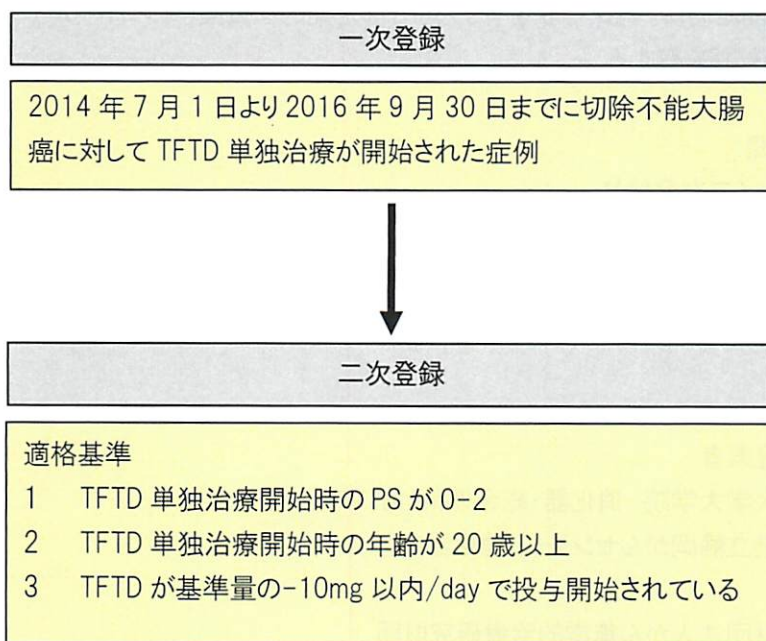 一次登録
2014 年 7 月 1 日より 2016 年 9 月 30 日までに切除不能大腸
癌に対して TFTD 単独治療が開始された症例
二次登録
適格基準
1 TFTD 単独治療開始時の PS が 0-2
2 TFTD 単独治療開始時の年齢が 20 歳以上
3 TFTD が基準量の-10mg 以内/day で投与開始されている